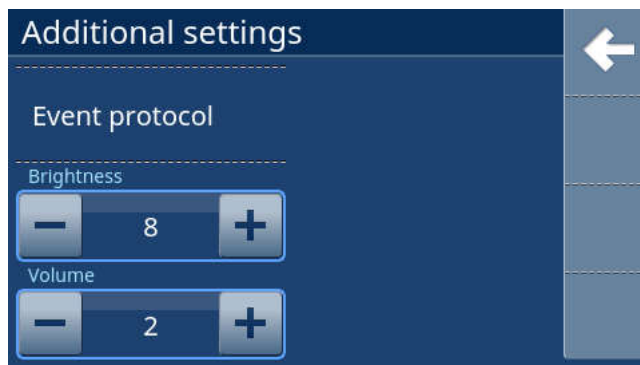 Additional settings
Event protocol
Brightness
8
Volume
2